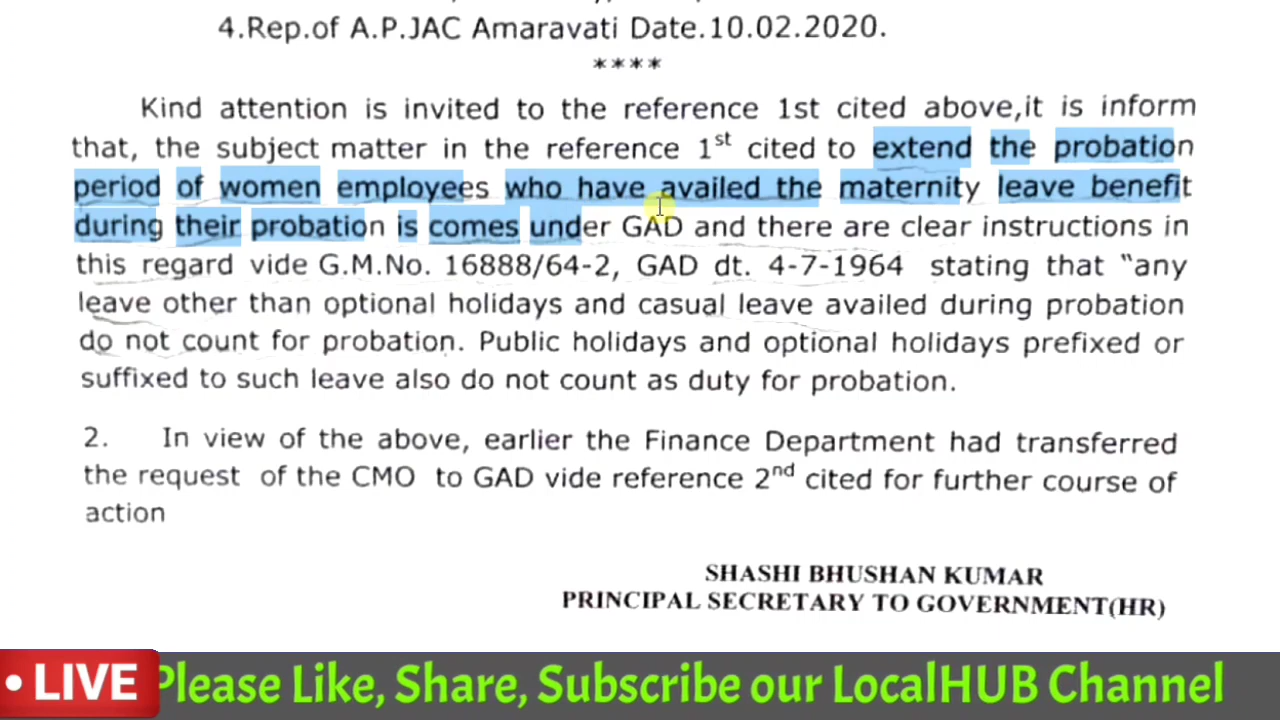 4.Rep.of A.P.JAC Amaravati Date.10.02.2020.
****
Kind attention is invited to the reference 1st cited above,it is inform
that, the subject matter in the reference 1st cited to extend the probation
period of women employees who have availed the maternity leave benefit
during their probation is comes under GAD and there are clear instructions in
this regard vide G.M.No. 16888/64-2, GAD dt. 4-7-1964 stating that “any
leave other than optional holidays and casual leave availed during probation
do not count for probation. Public holidays and optional holidays prefixed or
suffixed to such leave also do not count as duty for probation.
2. In view of the above, earlier the Finance Department had transferred
the request of the CMO to GAD vide reference 2nd cited for further course of
action
SHASHI BHUSHAN KUMAR
PRINCIPAL SECRETARY TO GOVERNMENT(HR)
• LIVE Please Like, Share, Subscribe our LocalHUB Channel